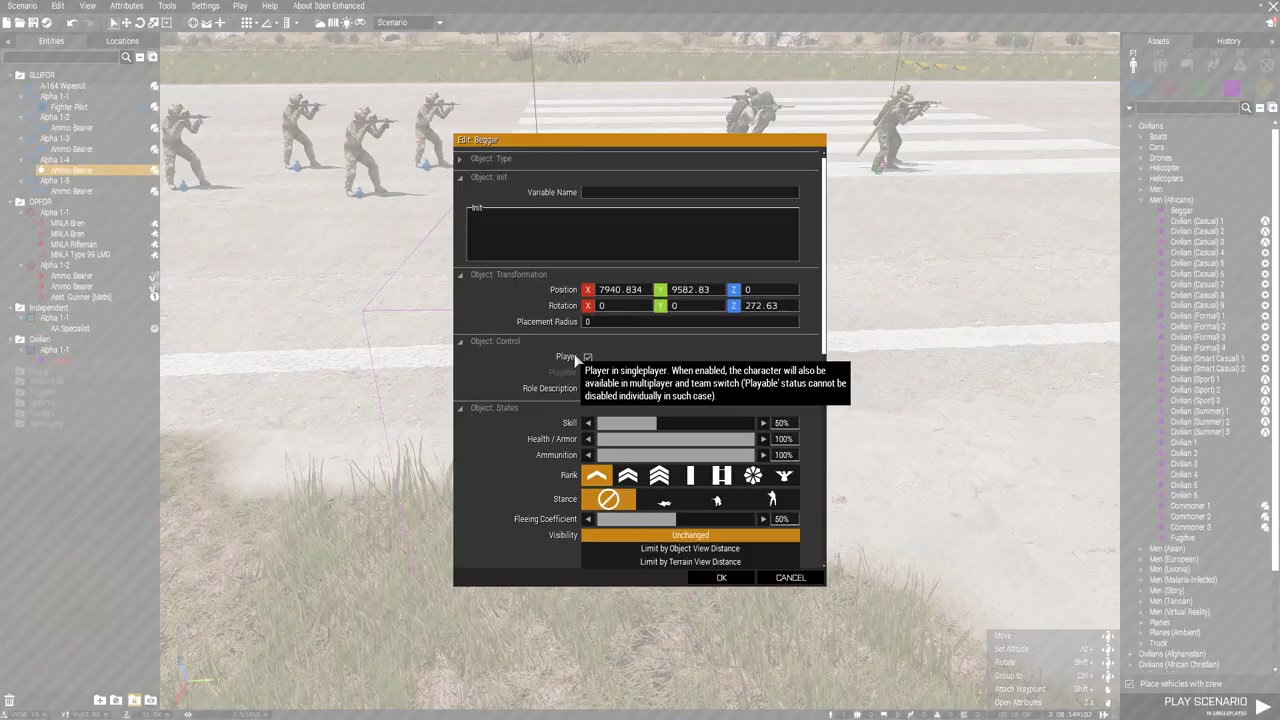 Scenario Edit View Attributes Tools Settings Play Help About 3den Enhanced
Scenario
Entities Locations
BLUFOR
A-164 Wipeout
Alpha 1-1
Fighter Pilot
Alpha 1-2
Ammo Bearer
Alpha 1-3
Ammo Bearer
Alpha 1-4
Ammo Bearer
Alpha 1-5
Ammo Bearer
OPFOR
Alpha 1-1
MNLA Bren
MNLA Bren
MNLA Rifleman
MNLA Type 99 LMG
Alpha 1-2
Ammo Bearer
Ammo Bearer
Asst. Gunner [Metis]
Independent
Alpha 1-1
AA Specialist
Civilian
Alpha 1-1
Edit: Beggar
Object: Type
Object: Init
Variable Name
Init
Object: Transformation
Position X 7940.834 Y 9582.83 Z 0
Rotation X 0 Y 0 Z 272.63
Placement Radius 0
Object: Control
Player
Playable
Role Description
Player in singleplayer. When enabled, the character will also be
available in multiplayer and team switch ('Playable' status cannot be
disabled individually in such case).
Object: States
Skill 50%
Health / Armor 100%
Ammunition 100%
Rank
Stance
Fleeing Coefficient 50%
Visibility Unchanged
Limit by Object View Distance
Limit by Terrain View Distance
OK CANCEL
Assets History
F1
Civilians
Boats
Cars
Drones
Helicopter
Helicopters
Men
Men (Africans)
Beggar
Civilian (Casual) 1
Civilian (Casual) 2
Civilian (Casual) 3
Civilian (Casual) 4
Civilian (Casual) 5
Civilian (Casual) 6
Civilian (Casual) 7
Civilian (Casual) 8
Civilian (Formal) 1
Civilian (Formal) 2
Civilian (Formal) 3
Civilian (Formal) 4
Civilian (Smart Casual) 1
Civilian (Smart Casual) 2
Civilian (Sport) 1
Civilian (Sport) 2
Civilian (Sport) 3
Civilian (Summer) 1
Civilian (Summer) 2
Civilian (Summer) 3
Civilian 1
Civilian 2
Civilian 3
Civilian 4
Civilian 5
Civilian 6
Commoner 1
Commoner 2
Commoner 3
Fugitive
Men (Asian)
Men (European)
Men (Livonia)
Men (Malaria-Infected)
Men (Story)
Men (Tanoan)
Men (Virtual Reality)
Planes
Planes (Ambient)
Truck
Civilians (Afghanistan)
Civilians (African Christian)
Place vehicles with crew
PLAY SCENARIO
IN SINGLEPLAYER
Move
Set Altitude Alt +
Rotate Shift +
Group to Ctrl +
Attach Waypoint Shift +
Open Attributes 2 x